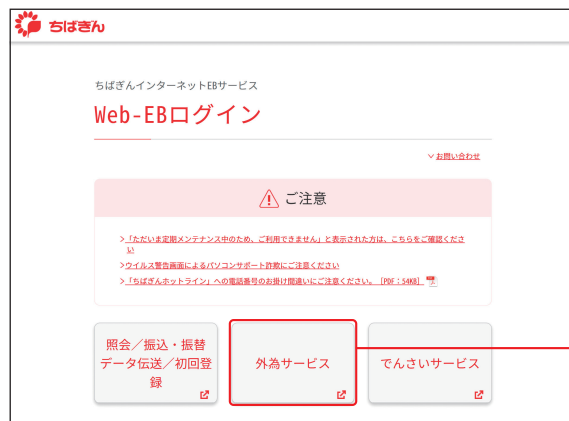 ちばぎん
ちばぎんインターネットEBサービス
Web-EBログイン
お問い合わせ
ご注意
>「ただいま定期メンテナンス中のため、ご利用できません」と表示された方は、こちらをご確認くださ
い
>ウイルス警告画面によるパソコンサポート詐欺にご注意ください
>「ちばぎんホットライン」への電話番号のお掛け間違いにご注意ください。 [PDF:54KB]
照会／振込・振替
データ伝送／初回登
録
外為サービス
でんさいサービス